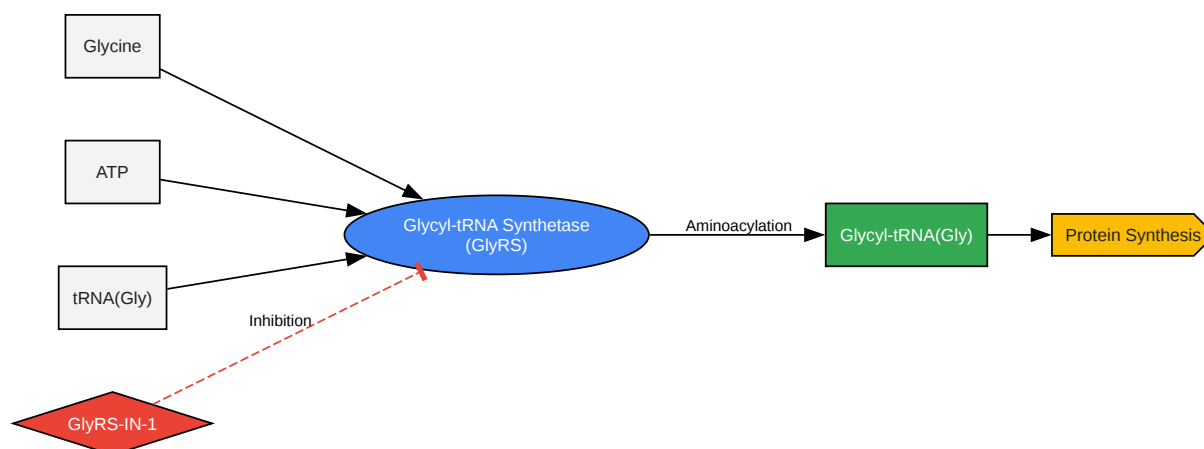 Glycine
ATP
Glycyl-tRNA Synthetase
(GlyRS)
Aminoacylation
Glycyl-tRNA(Gly)
Protein Synthesis
tRNA(Gly)
Inhibition
GlyRS-IN-1